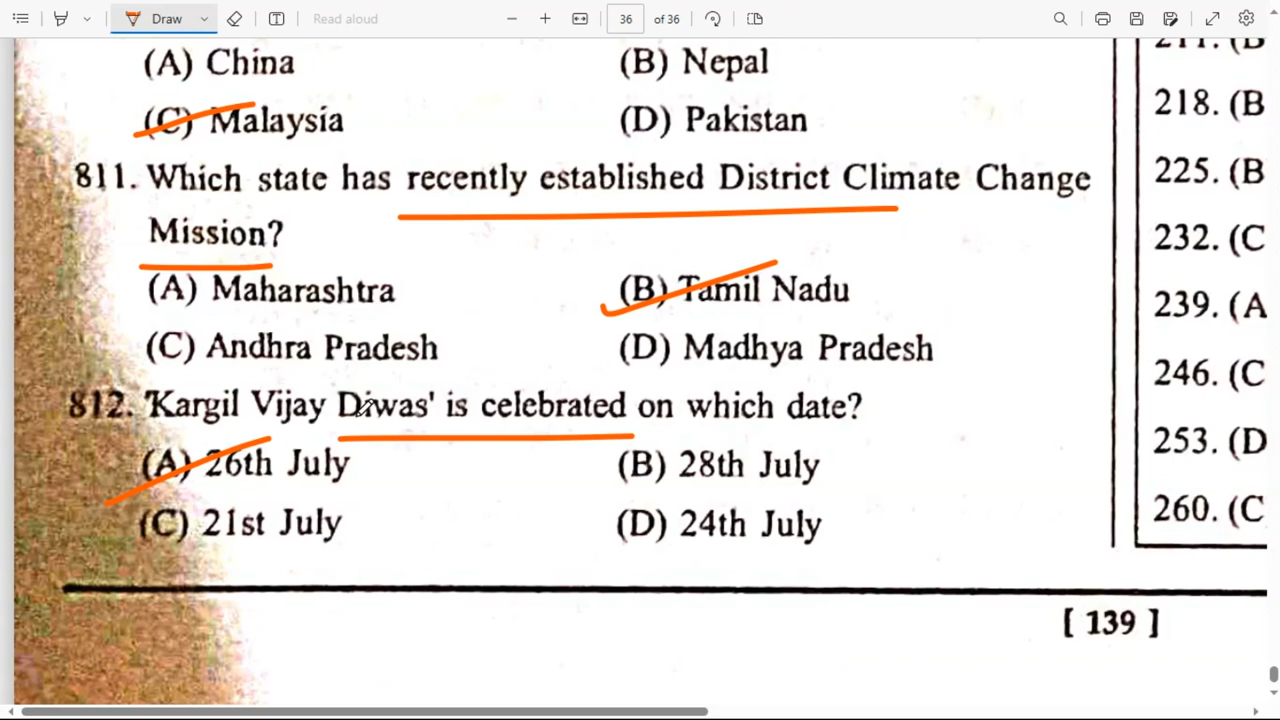 Draw
Read aloud
36 of 36
(A) China (B) Nepal
(C) Malaysia (D) Pakistan
811. Which state has recently established District Climate Change
Mission?
(A) Maharashtra (B) Tamil Nadu
(C) Andhra Pradesh (D) Madhya Pradesh
812. 'Kargil Vijay Diwas' is celebrated on which date?
(A) 26th July (B) 28th July
(C) 21st July (D) 24th July
[ 139 ]
218. (B
225. (B
232. (C
239. (A
246. (C
253. (D
260. (C